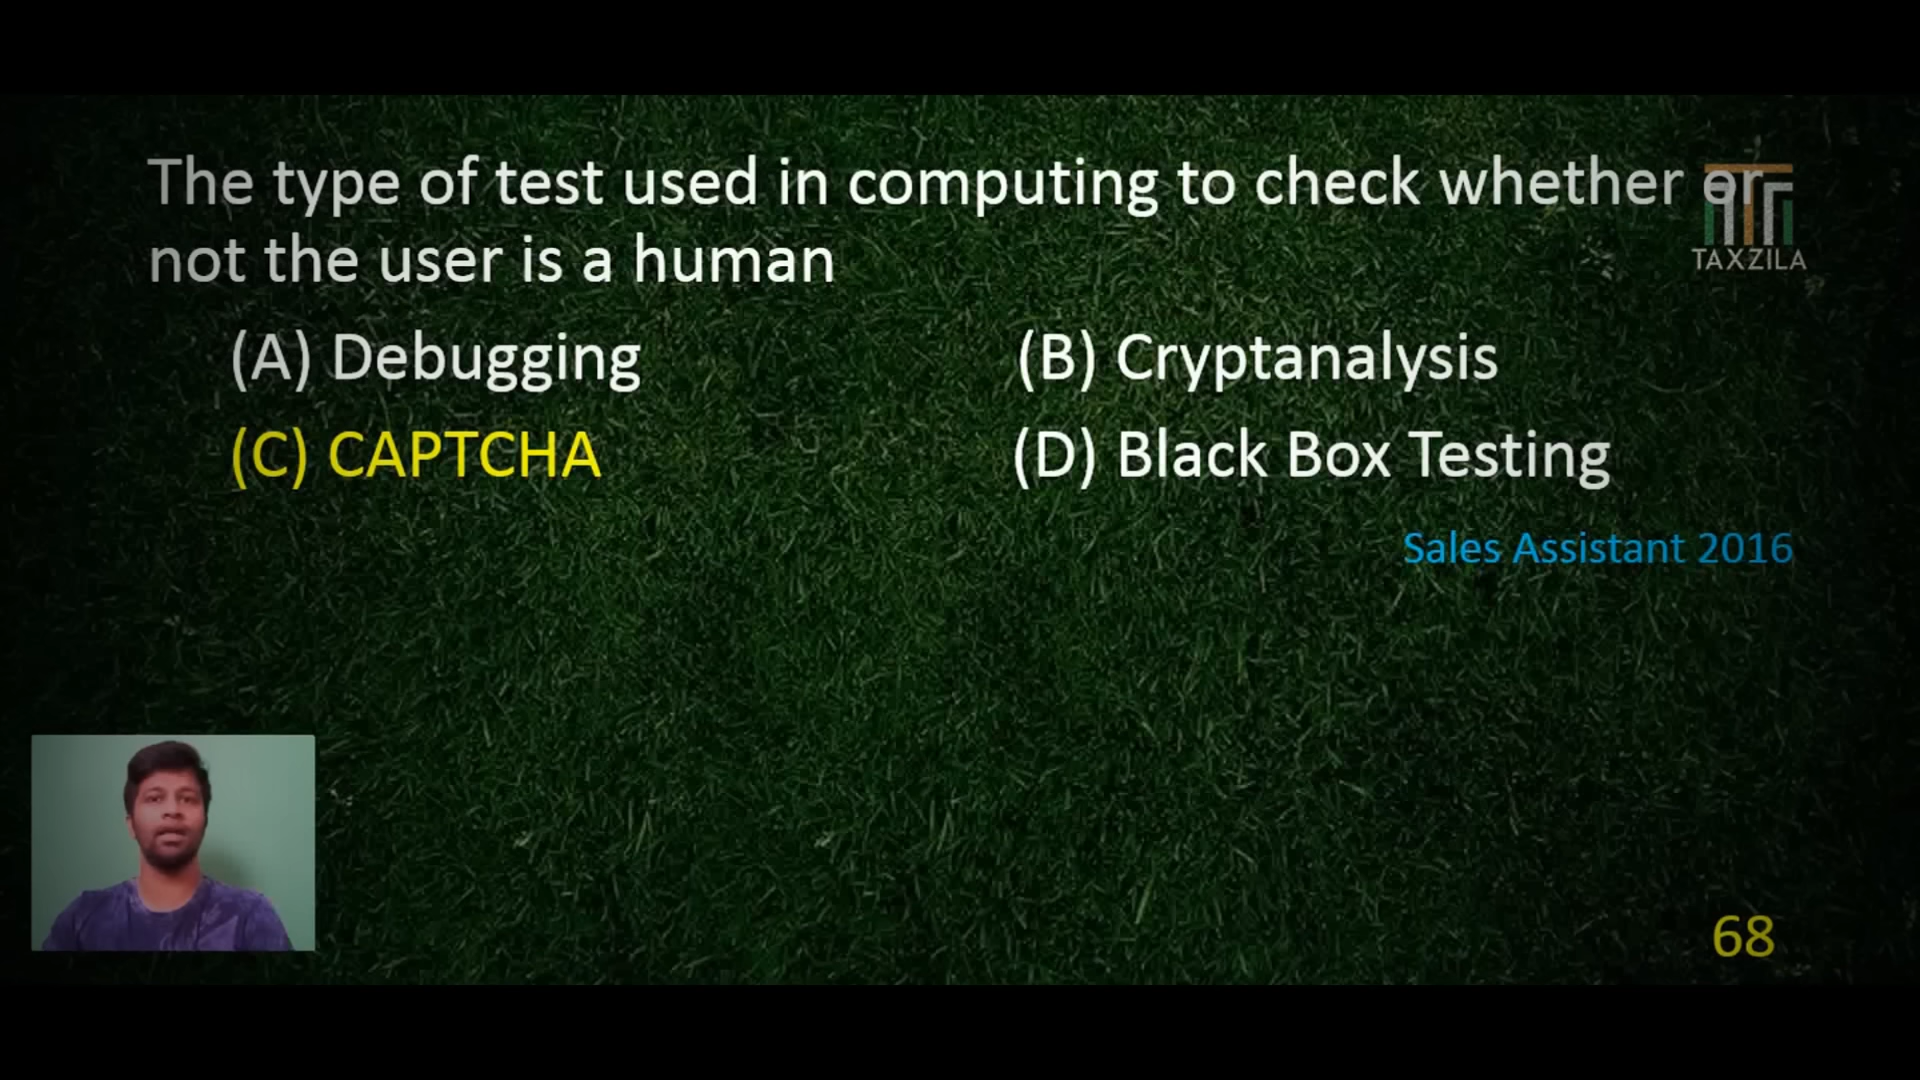 The type of test used in computing to check whether or
not the user is a human
TAXZILA
(A) Debugging
(B) Cryptanalysis
(C) CAPTCHA
(D) Black Box Testing
Sales Assistant 2016
68